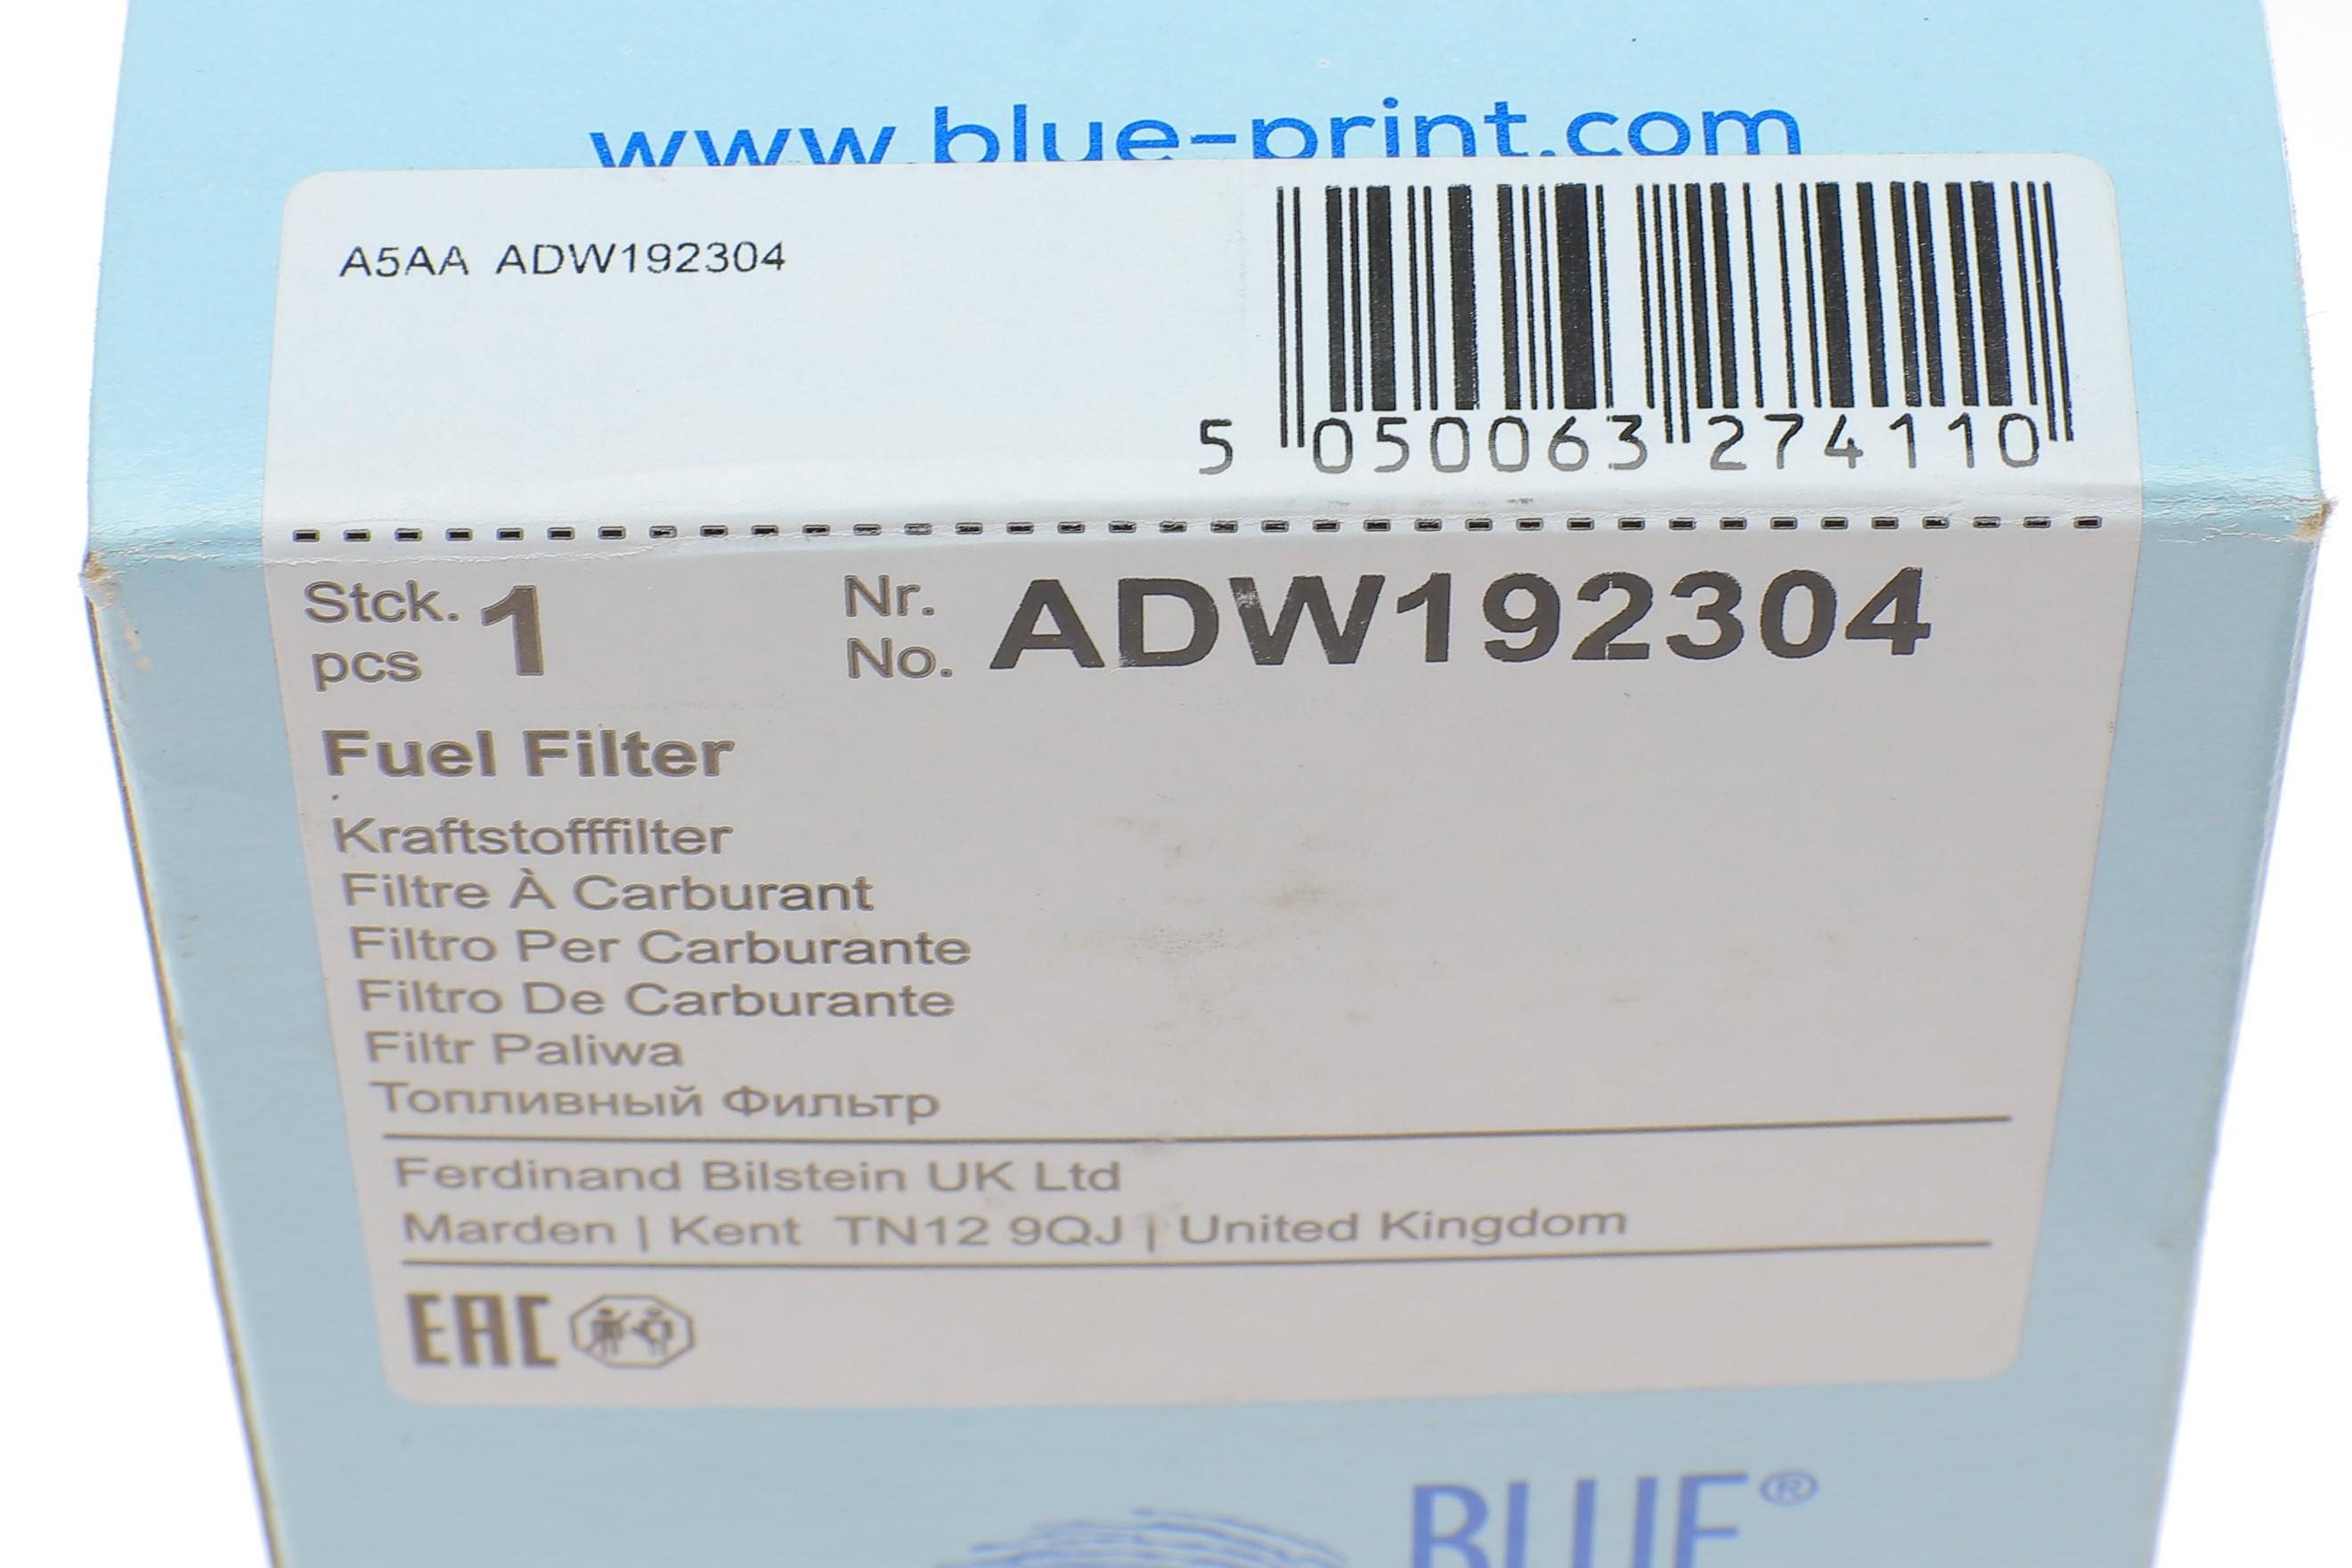 www.blue-print.com
A5AA ADW192304
5 050063 274110
Stck. 1 Nr. ADW192304
pcs No.
Fuel Filter
Kraftstofffilter
Filtre À Carburant
Filtro Per Carburante
Filtro De Carburante
Filtr Paliwa
Топливный Фильтр
Ferdinand Bilstein UK Ltd
Marden | Kent TN12 9QJ | United Kingdom
EAC
BLUE®